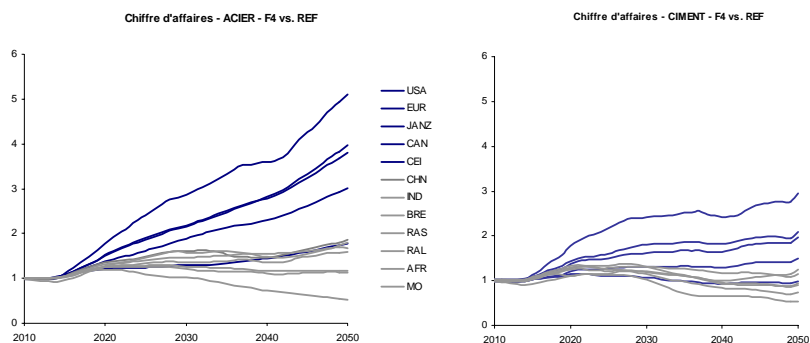 Chiffre d'affaires - ACIER - F4 vs. REF
6
5
4
3
2
1
0
2010 2020 2030 2040 2050
USA
EUR
JANZ
CAN
CEI
CHN
IND
BRE
RAS
RAL
AFR
MO
Chiffre d'affaires - CIMENT - F4 vs. REF
6
5
4
3
2
1
0
2010 2020 2030 2040 2050